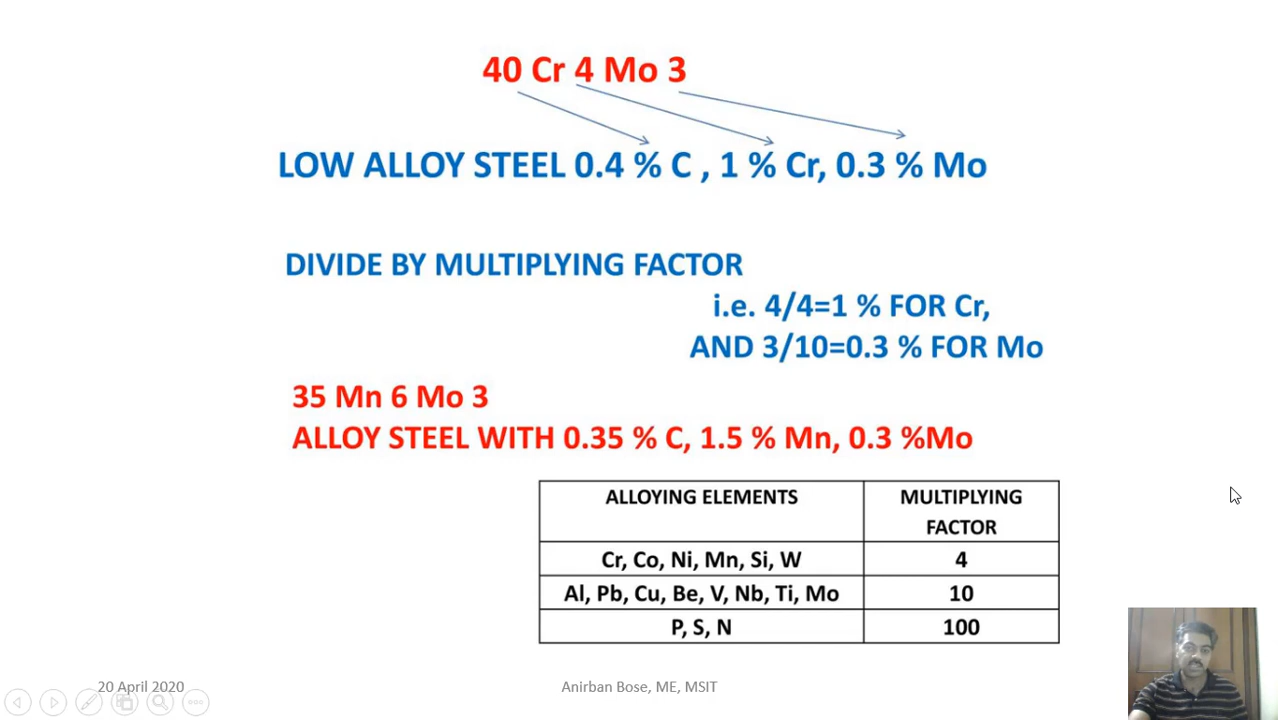 40 Cr 4 Mo 3
LOW ALLOY STEEL 0.4 % C , 1 % Cr, 0.3 % Mo
DIVIDE BY MULTIPLYING FACTOR
i.e. 4/4=1 % FOR Cr,
AND 3/10=0.3 % FOR Mo
35 Mn 6 Mo 3
ALLOY STEEL WITH 0.35 % C, 1.5 % Mn, 0.3 %Mo
ALLOYING ELEMENTS MULTIPLYING
FACTOR
Cr, Co, Ni, Mn, Si, W 4
Al, Pb, Cu, Be, V, Nb, Ti, Mo 10
P, S, N 100
20 April 2020 Anirban Bose, ME, MSIT